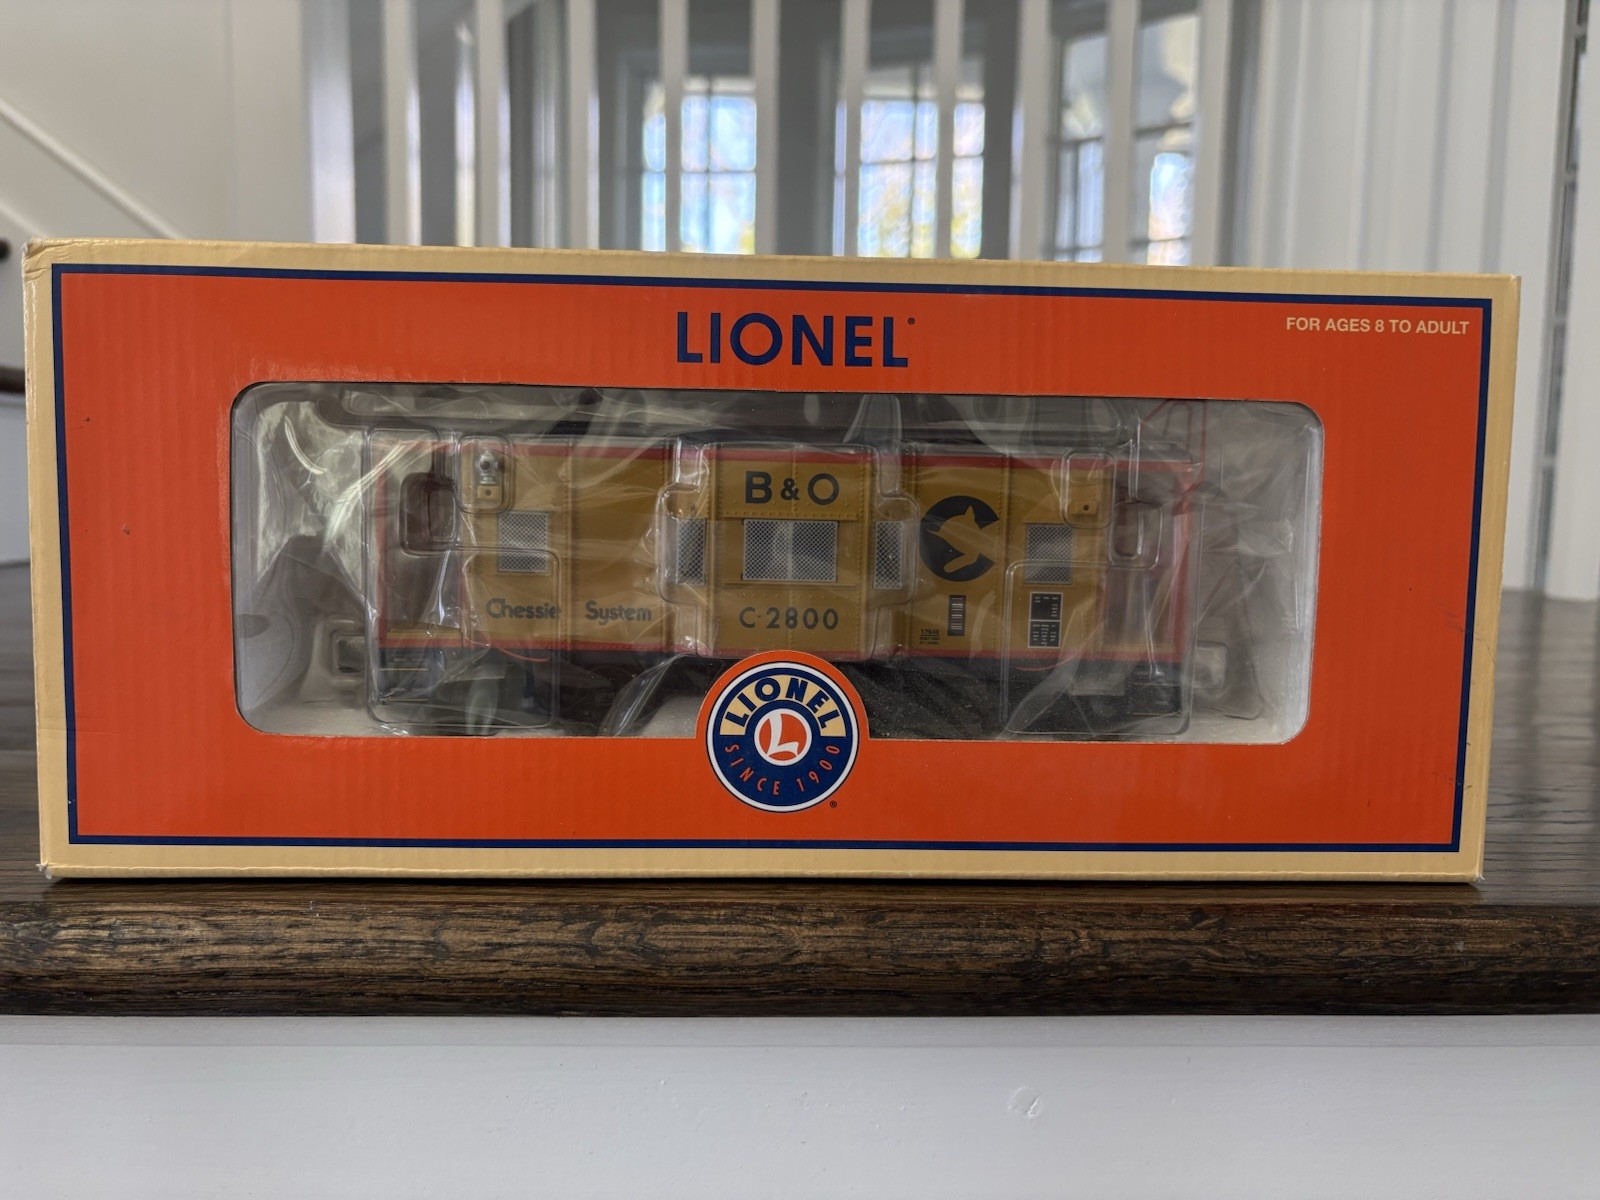 LIONEL®
FOR AGES 8 TO ADULT
B & O
Chessie System
C-2800
LIONEL
L
SINCE 1900
®